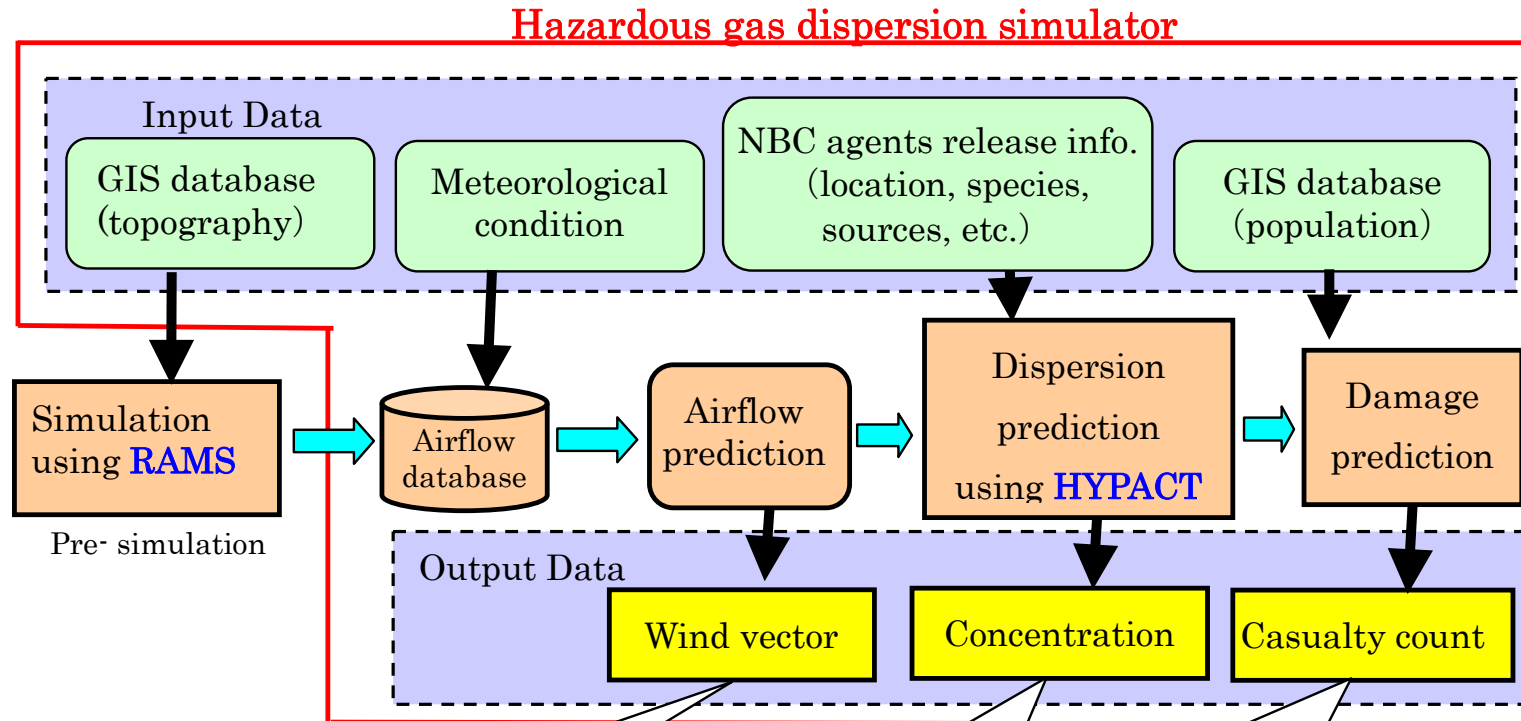 Hazardous gas dispersion simulator
Input Data
GIS database
(topography)
Meteorological
condition
NBC agents release info.
(location, species,
sources, etc.)
GIS database
(population)
Simulation
using RAMS
Pre- simulation
Airflow
database
Airflow
prediction
Dispersion
prediction
using HYPACT
Damage
prediction
Output Data
Wind vector
Concentration
Casualty count